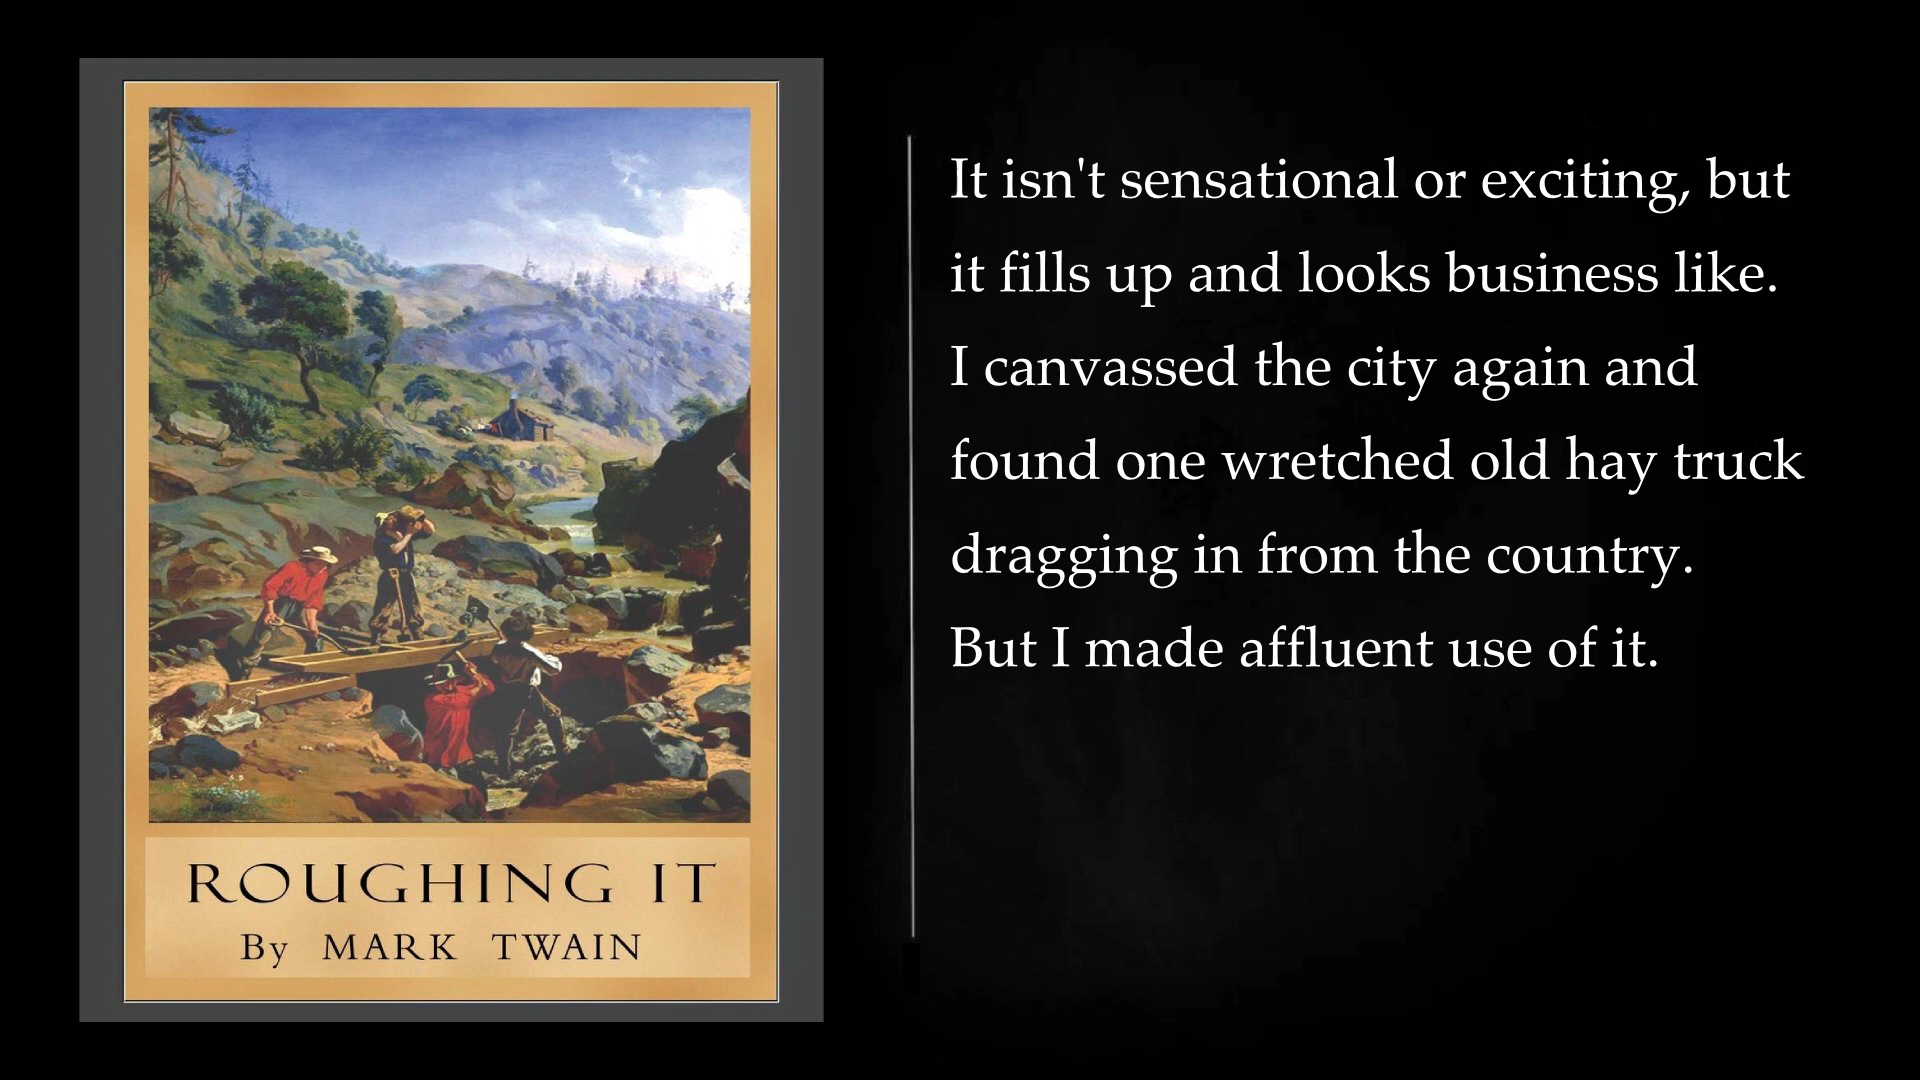 ROUGHING IT
By MARK TWAIN
It isn't sensational or exciting, but
it fills up and looks business like.
I canvassed the city again and
found one wretched old hay truck
dragging in from the country.
But I made affluent use of it.